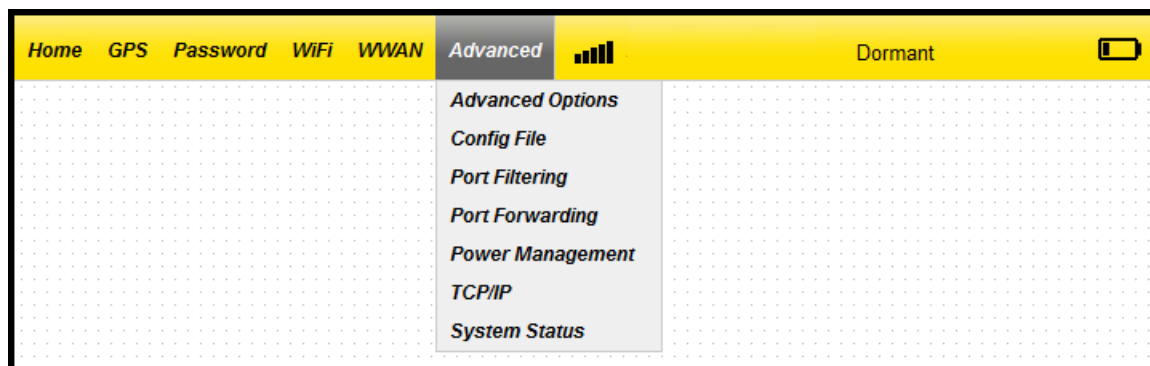 Home GPS Password WiFi WWAN Advanced Dormant
Advanced Options
Config File
Port Filtering
Port Forwarding
Power Management
TCP/IP
System Status